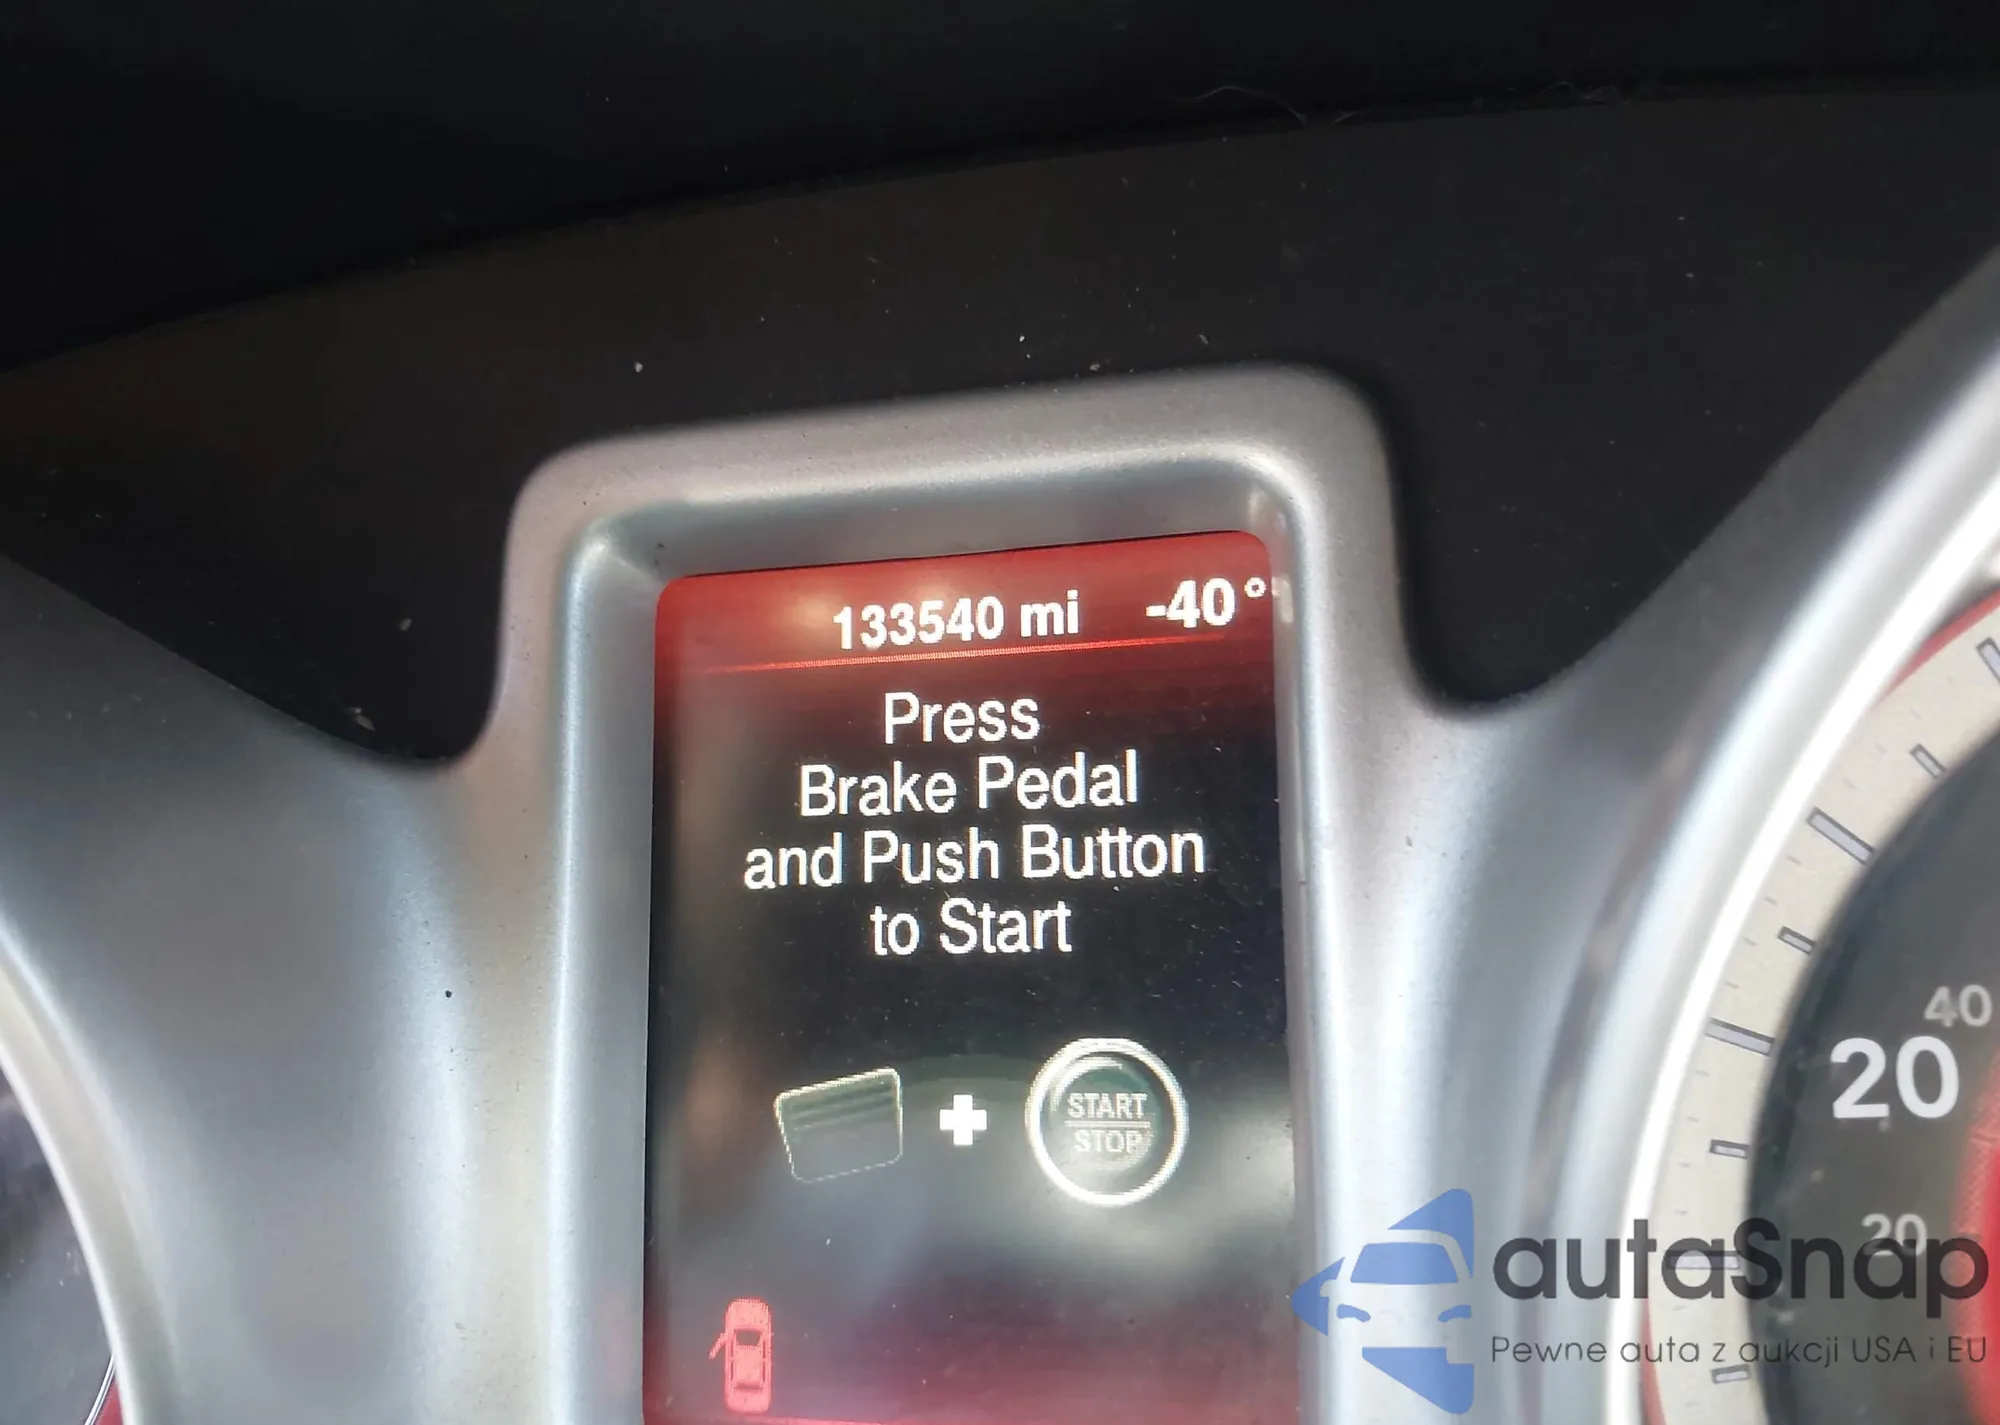 133540 mi -40°
Press
Brake Pedal
and Push Button
to Start
START
STOP
40
20
20
autaSnap
Pewne auta z aukcji USA i EU